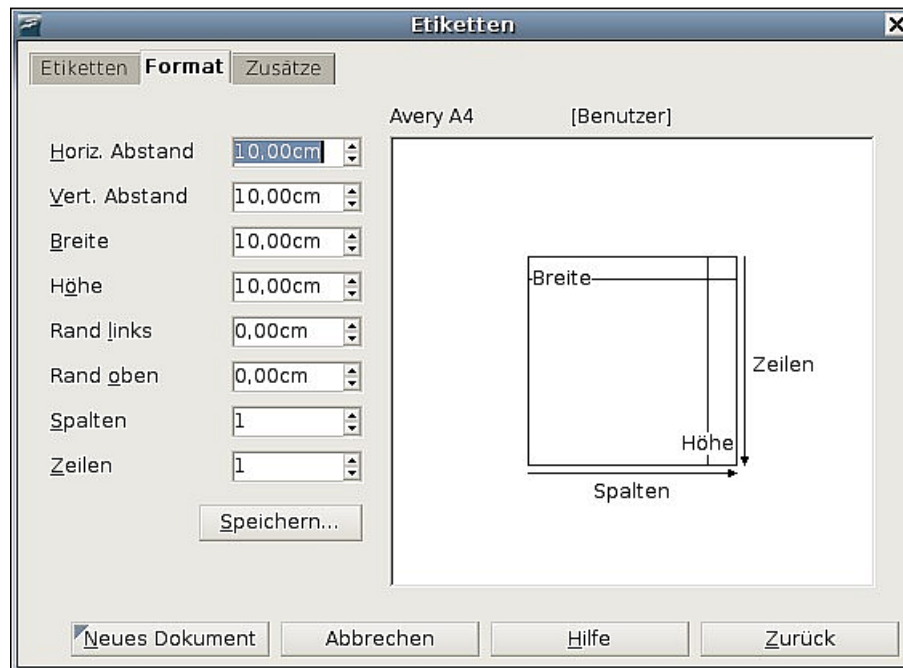 Etiketten
Etiketten Format Zusätze
Avery A4 [Benutzer]
Horiz. Abstand 10,00cm
Vert. Abstand 10,00cm
Breite 10,00cm
Höhe 10,00cm
Rand links 0,00cm
Rand oben 0,00cm
Spalten 1
Zeilen 1
Speichern...
Breite
Zeilen
Höhe
Spalten
Neues Dokument Abbrechen Hilfe Zurück